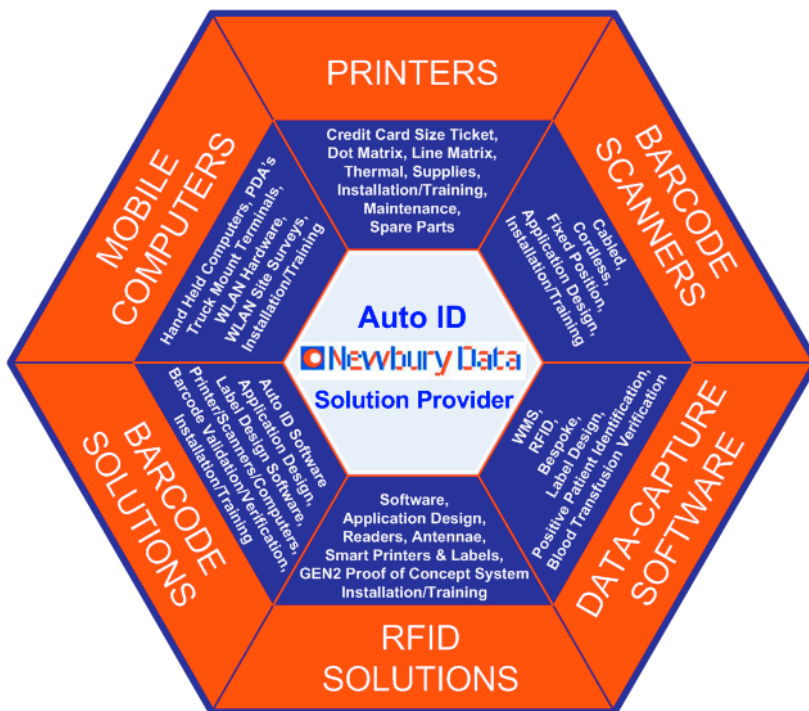 PRINTERS
Credit Card Size Ticket,
Dot Matrix, Line Matrix,
Thermal, Supplies,
Installation/Training,
Maintenance,
Spare Parts
BARCODE
SCANNERS
Cabled,
Cordless,
Fixed Position,
Application Design,
Installation/Training
DATA-CAPTURE
SOFTWARE
WMS,
RFID,
Bespoke,
Label Design,
Positive Patient Identification,
Blood Transfusion Verification
RFID
SOLUTIONS
Software,
Application Design,
Readers, Antennae,
Smart Printers & Labels,
GEN2 Proof of Concept System
Installation/Training
BARCODE
SOLUTIONS
Auto ID Software
Application Design,
Label Design Software,
Printer/Scanners/Computers,
Barcode Validation/Verification,
Installation/Training
MOBILE
COMPUTERS
Hand Held Computers, PDA's
Truck Mount Terminals,
WLAN Hardware,
WLAN Site Surveys,
Installation/Training
Auto ID
Newbury Data
Solution Provider